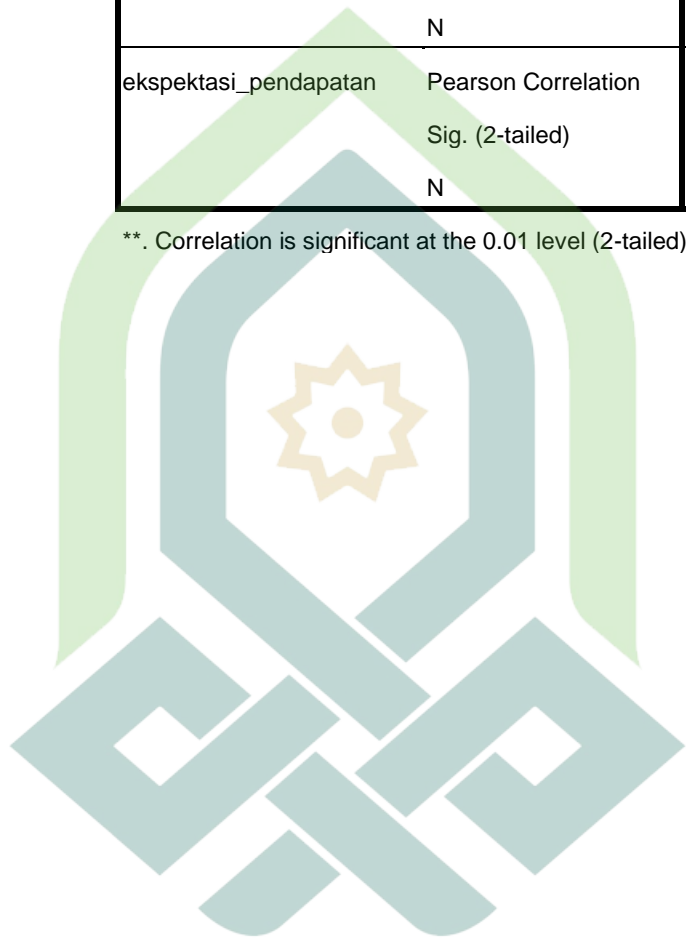 N
ekspektasi_pendapatan Pearson Correlation
Sig. (2-tailed)
N
**. Correlation is significant at the 0.01 level (2-tailed)